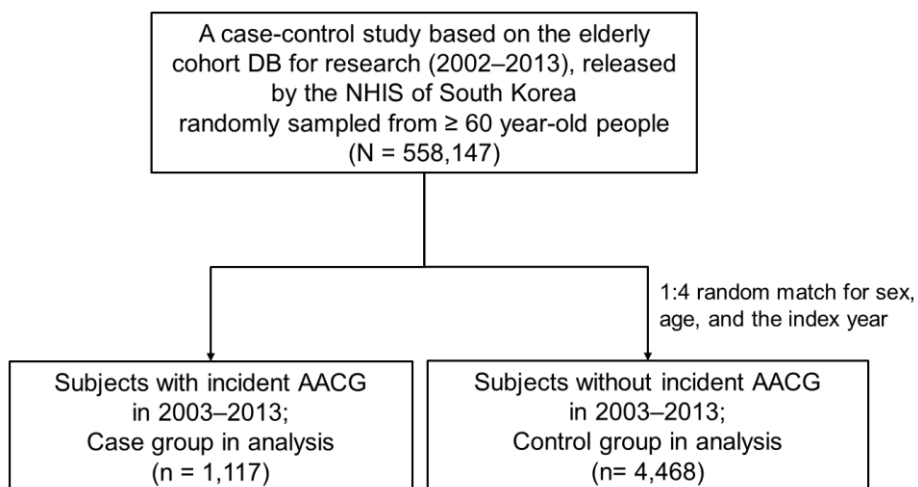 A case-control study based on the elderly
cohort DB for research (2002–2013), released
by the NHIS of South Korea
randomly sampled from ≥ 60 year-old people
(N = 558,147)
1:4 random match for sex,
age, and the index year
Subjects with incident AACG
in 2003–2013;
Case group in analysis
(n = 1,117)
Subjects without incident AACG
in 2003–2013;
Control group in analysis
(n= 4,468)